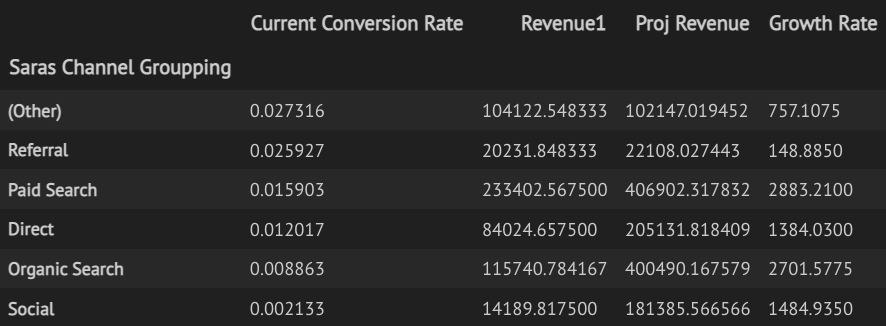 Current Conversion Rate Revenue1 Proj Revenue Growth Rate
Saras Channel Groupping
(Other) 0.027316 104122.548333 102147.019452 757.1075
Referral 0.025927 20231.848333 22108.027443 148.8850
Paid Search 0.015903 233402.567500 406902.317832 2883.2100
Direct 0.012017 84024.657500 205131.818409 1384.0300
Organic Search 0.008863 115740.784167 400490.167579 2701.5775
Social 0.002133 14189.817500 181385.566566 1484.9350